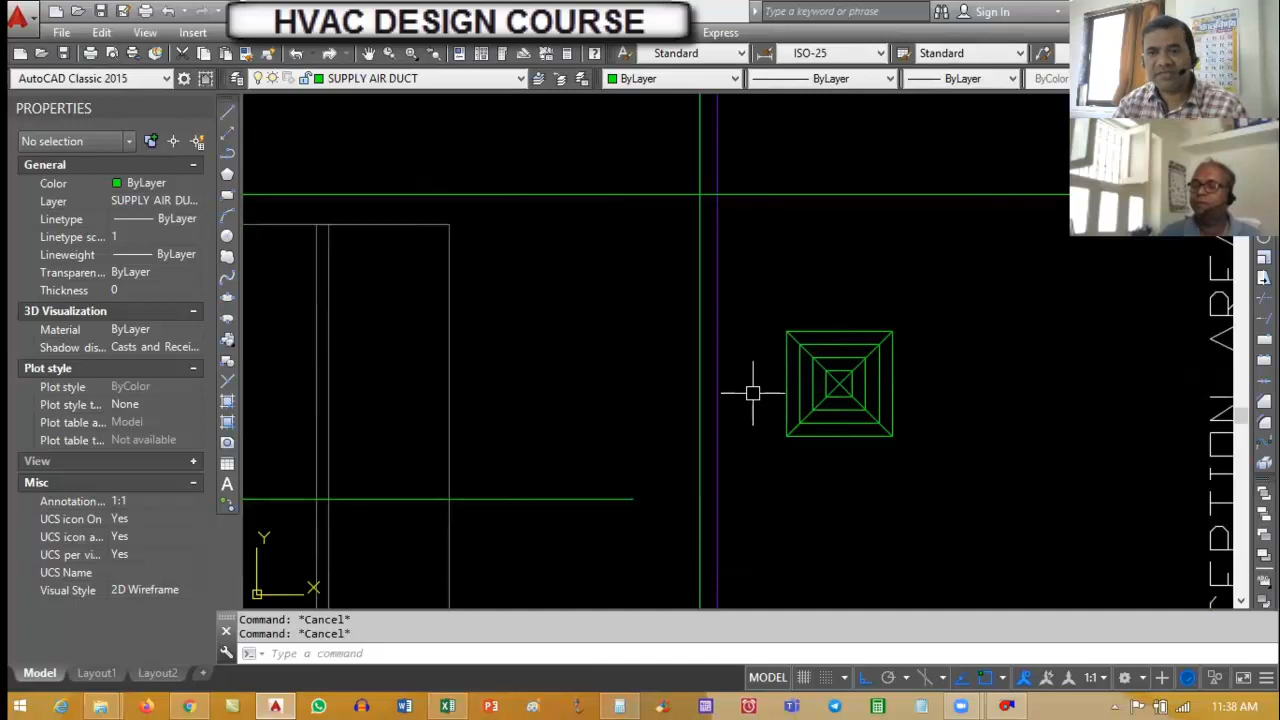 HVAC DESIGN COURSE
Type a keyword or phrase
Sign In
File Edit View Insert Express
Standard ISO-25 Standard
AutoCAD Classic 2015 SUPPLY AIR DUCT ByLayer ByLayer ByLayer ByColor
PROPERTIES
No selection
General
Color ByLayer
Layer SUPPLY AIR DU...
Linetype ByLayer
Linetype sc... 1
Lineweight ByLayer
Transparen... ByLayer
Thickness 0
3D Visualization
Material ByLayer
Shadow dis... Casts and Recei...
Plot style
Plot style ByColor
Plot style t... None
Plot table a... Model
Plot table t... Not available
View
Misc
Annotation... 1:1
UCS icon On Yes
UCS icon a... Yes
UCS per vi... Yes
UCS Name
Visual Style 2D Wireframe
Y
X
Command: *Cancel*
Command: *Cancel*
Type a command
Model Layout1 Layout2 +
MODEL 1:1
11:38 AM